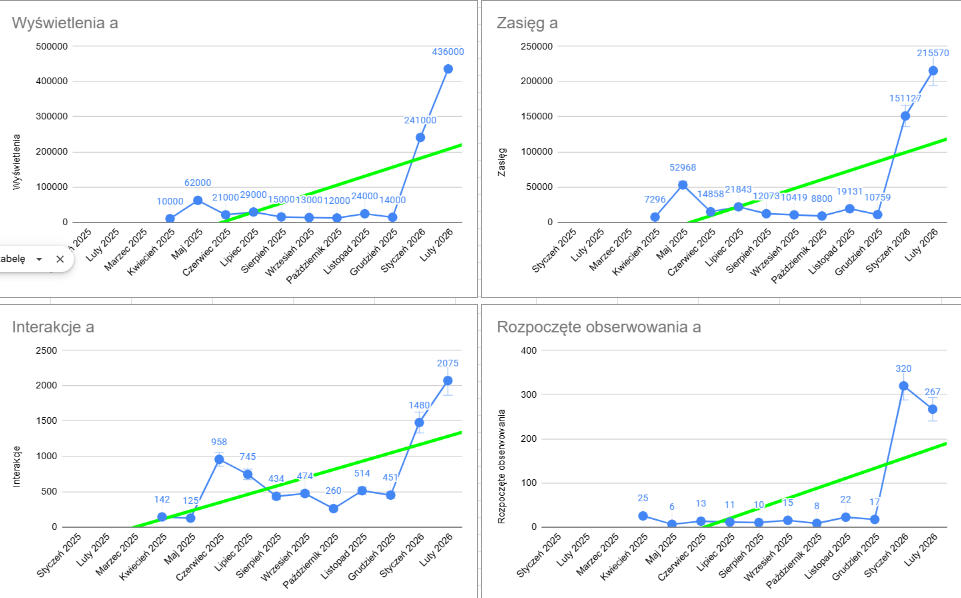 Wyświetlenia a
500000
400000
300000
200000
100000
0
Wyświetlenia
10000
62000
21000
29000
15000
13000
12000
24000
14000
241000
436000
2025
Luty 2025
Marzec 2025
Kwiecień 2025
Maj 2025
Czerwiec 2025
Lipiec 2025
Sierpień 2025
Wrzesień 2025
Październik 2025
Listopad 2025
Grudzień 2025
Styczeń 2026
Luty 2026
tabelę
Zasięg a
250000
200000
150000
100000
50000
0
Zasięg
7296
52968
14858
21843
12073
10419
8800
19131
10759
151127
215570
Styczeń 2025
Luty 2025
Marzec 2025
Kwiecień 2025
Maj 2025
Czerwiec 2025
Lipiec 2025
Sierpień 2025
Wrzesień 2025
Październik 2025
Listopad 2025
Grudzień 2025
Styczeń 2026
Luty 2026
Interakcje a
2500
2000
1500
1000
500
0
Interakcje
142
125
958
745
434
474
260
514
451
1480
2075
Styczeń 2025
Luty 2025
Marzec 2025
Kwiecień 2025
Maj 2025
Czerwiec 2025
Lipiec 2025
Sierpień 2025
Wrzesień 2025
Październik 2025
Listopad 2025
Grudzień 2025
Styczeń 2026
Luty 2026
Rozpoczęte obserwowania a
400
300
200
100
0
Rozpoczęte obserwowania
25
6
13
11
10
15
8
22
17
320
267
Styczeń 2025
Luty 2025
Marzec 2025
Kwiecień 2025
Maj 2025
Czerwiec 2025
Lipiec 2025
Sierpień 2025
Wrzesień 2025
Październik 2025
Listopad 2025
Grudzień 2025
Styczeń 2026
Luty 2026